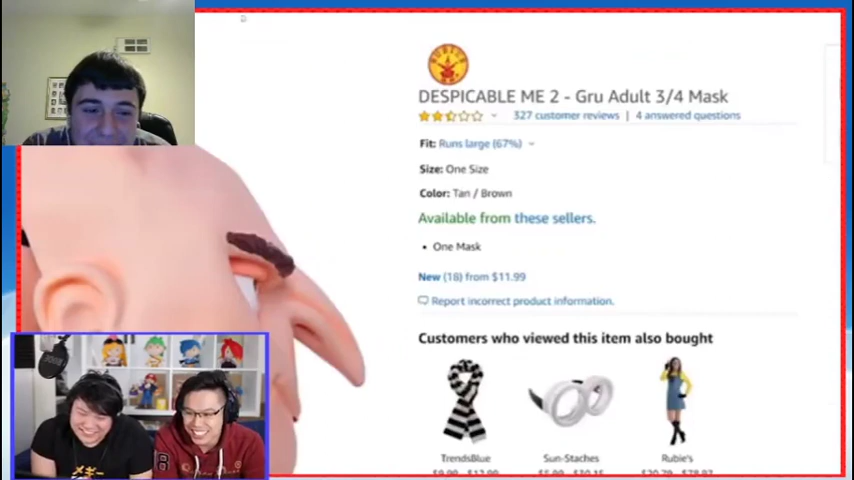 RUBIE'S
DESPICABLE ME 2 - Gru Adult 3/4 Mask
327 customer reviews | 4 answered questions
Fit: Runs large (67%)
Size: One Size
Color: Tan / Brown
Available from these sellers.
• One Mask
New (18) from $11.99
Report incorrect product information.
Customers who viewed this item also bought
TrendsBlue
Sun-Staches
Rubie's